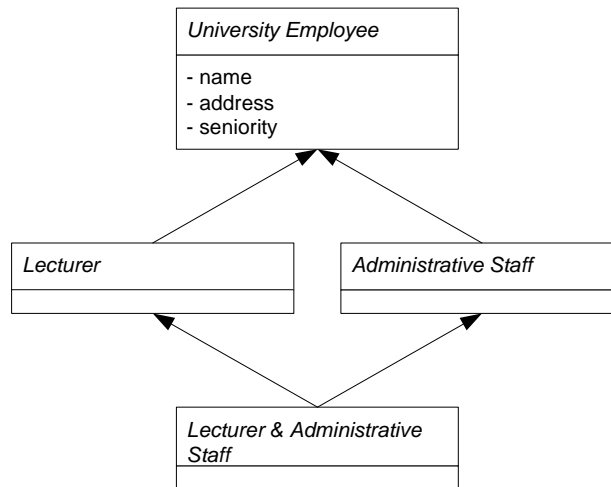 University Employee
- name
- address
- seniority
Lecturer
Administrative Staff
Lecturer & Administrative
Staff